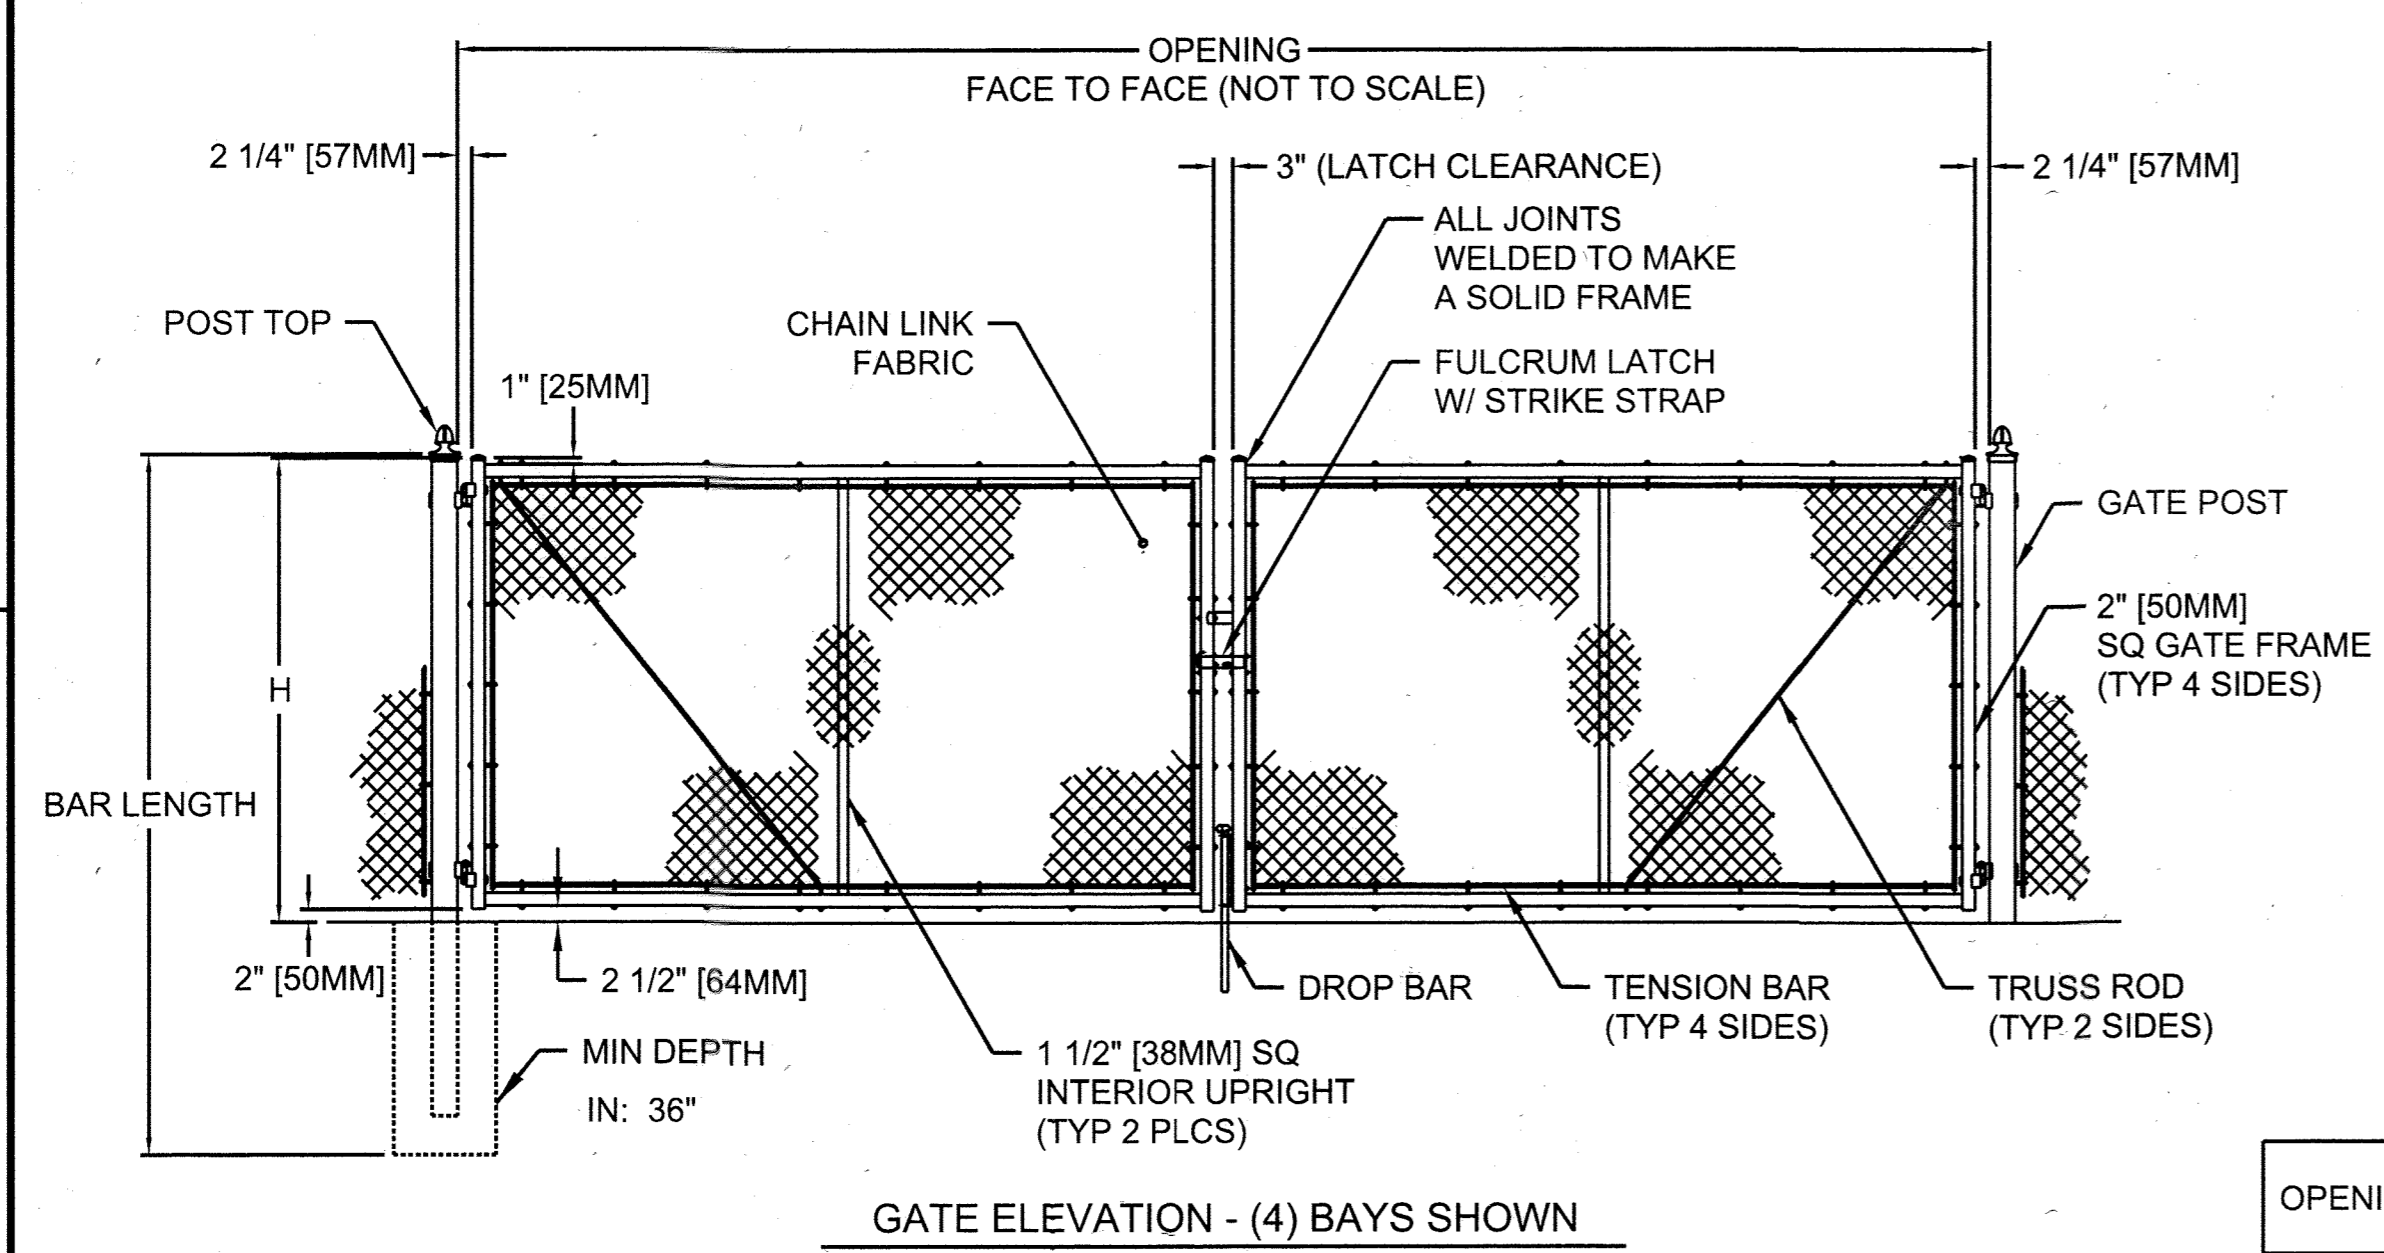 OPENING
FACE TO FACE (NOT TO SCALE)
2 1/4" [57MM]
3" (LATCH CLEARANCE)
2 1/4" [57MM]
ALL JOINTS
WELDED TO MAKE
A SOLID FRAME
POST TOP
CHAIN LINK
FABRIC
FULCRUM LATCH
W/ STRIKE STRAP
1" [25MM]
GATE POST
2" [50MM]
SQ GATE FRAME
(TYP 4 SIDES)
H
BAR LENGTH
2" [50MM]
2 1/2" [64MM]
DROP BAR
TENSION BAR
(TYP 4 SIDES)
TRUSS ROD
(TYP 2 SIDES)
MIN DEPTH
IN: 36"
1 1/2" [38MM] SQ
INTERIOR UPRIGHT
(TYP 2 PLCS)
GATE ELEVATION - (4) BAYS SHOWN
OPENI